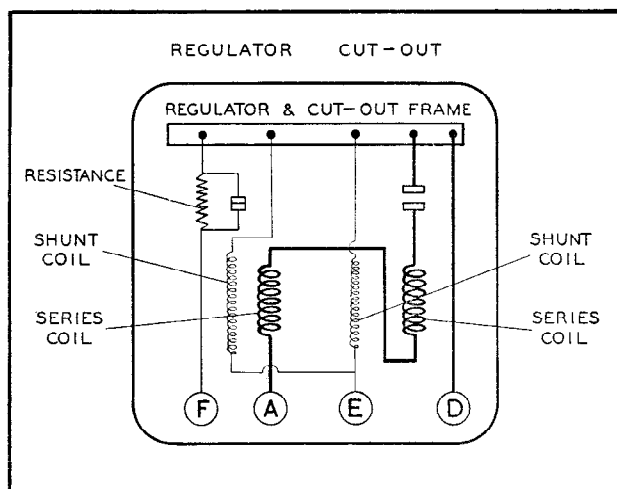 REGULATOR CUT-OUT
REGULATOR & CUT-OUT FRAME
RESISTANCE
SHUNT
COIL
SERIES
COIL
SHUNT
COIL
SERIES
COIL
F A E D